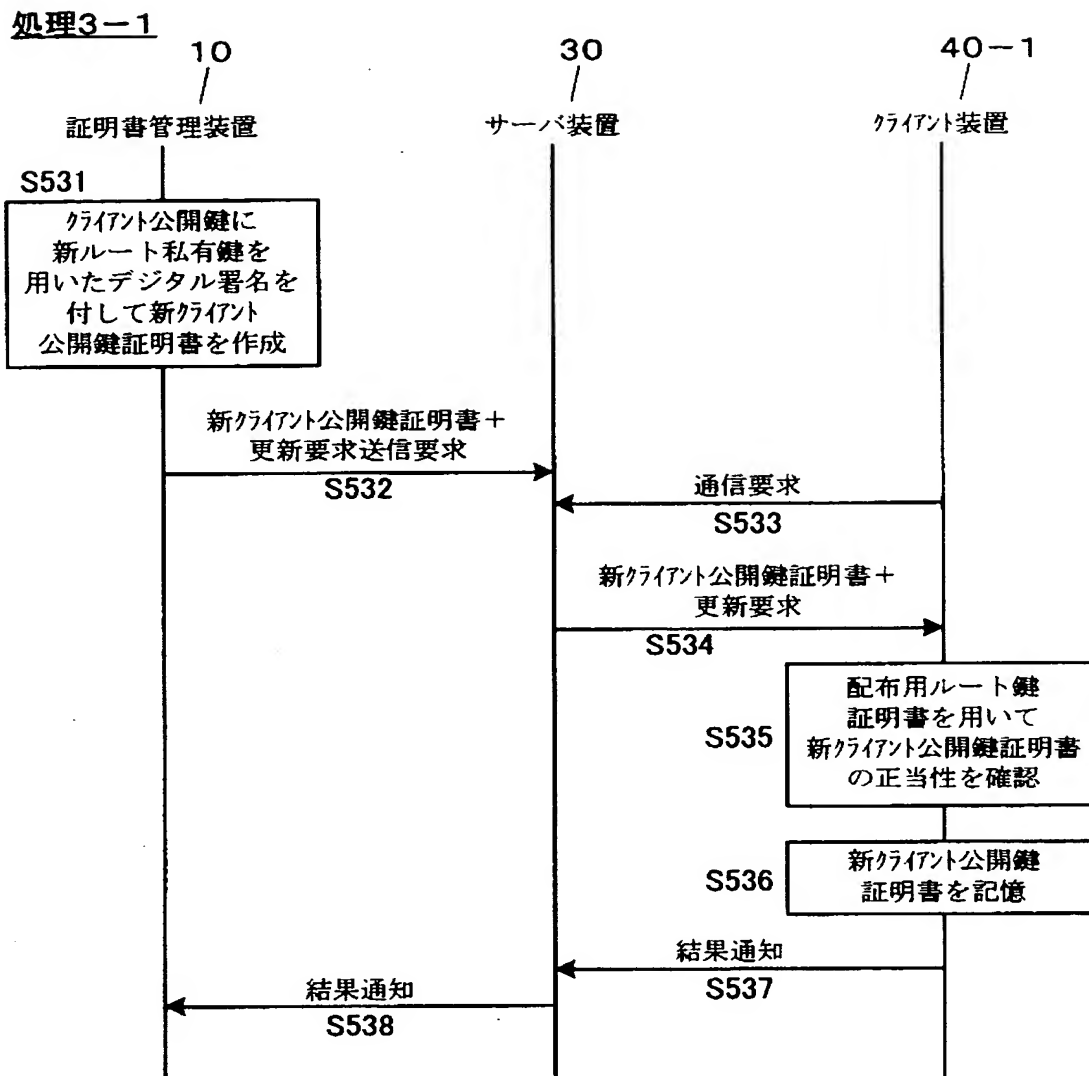 処理3－1
10
30
40－1
証明書管理装置
サーバ装置
ｸﾗｲｱﾝﾄ装置
S531
ｸﾗｲｱﾝﾄ公開鍵に
新ルート私有鍵を
用いたデジタル署名を
付して新ｸﾗｲｱﾝﾄ
公開鍵証明書を作成
新ｸﾗｲｱﾝﾄ公開鍵証明書＋
更新要求送信要求
S532
通信要求
S533
新ｸﾗｲｱﾝﾄ公開鍵証明書＋
更新要求
S534
S535
配布用ルート鍵
証明書を用いて
新ｸﾗｲｱﾝﾄ公開鍵証明書
の正当性を確認
S536
新ｸﾗｲｱﾝﾄ公開鍵
証明書を記憶
結果通知
S537
結果通知
S538